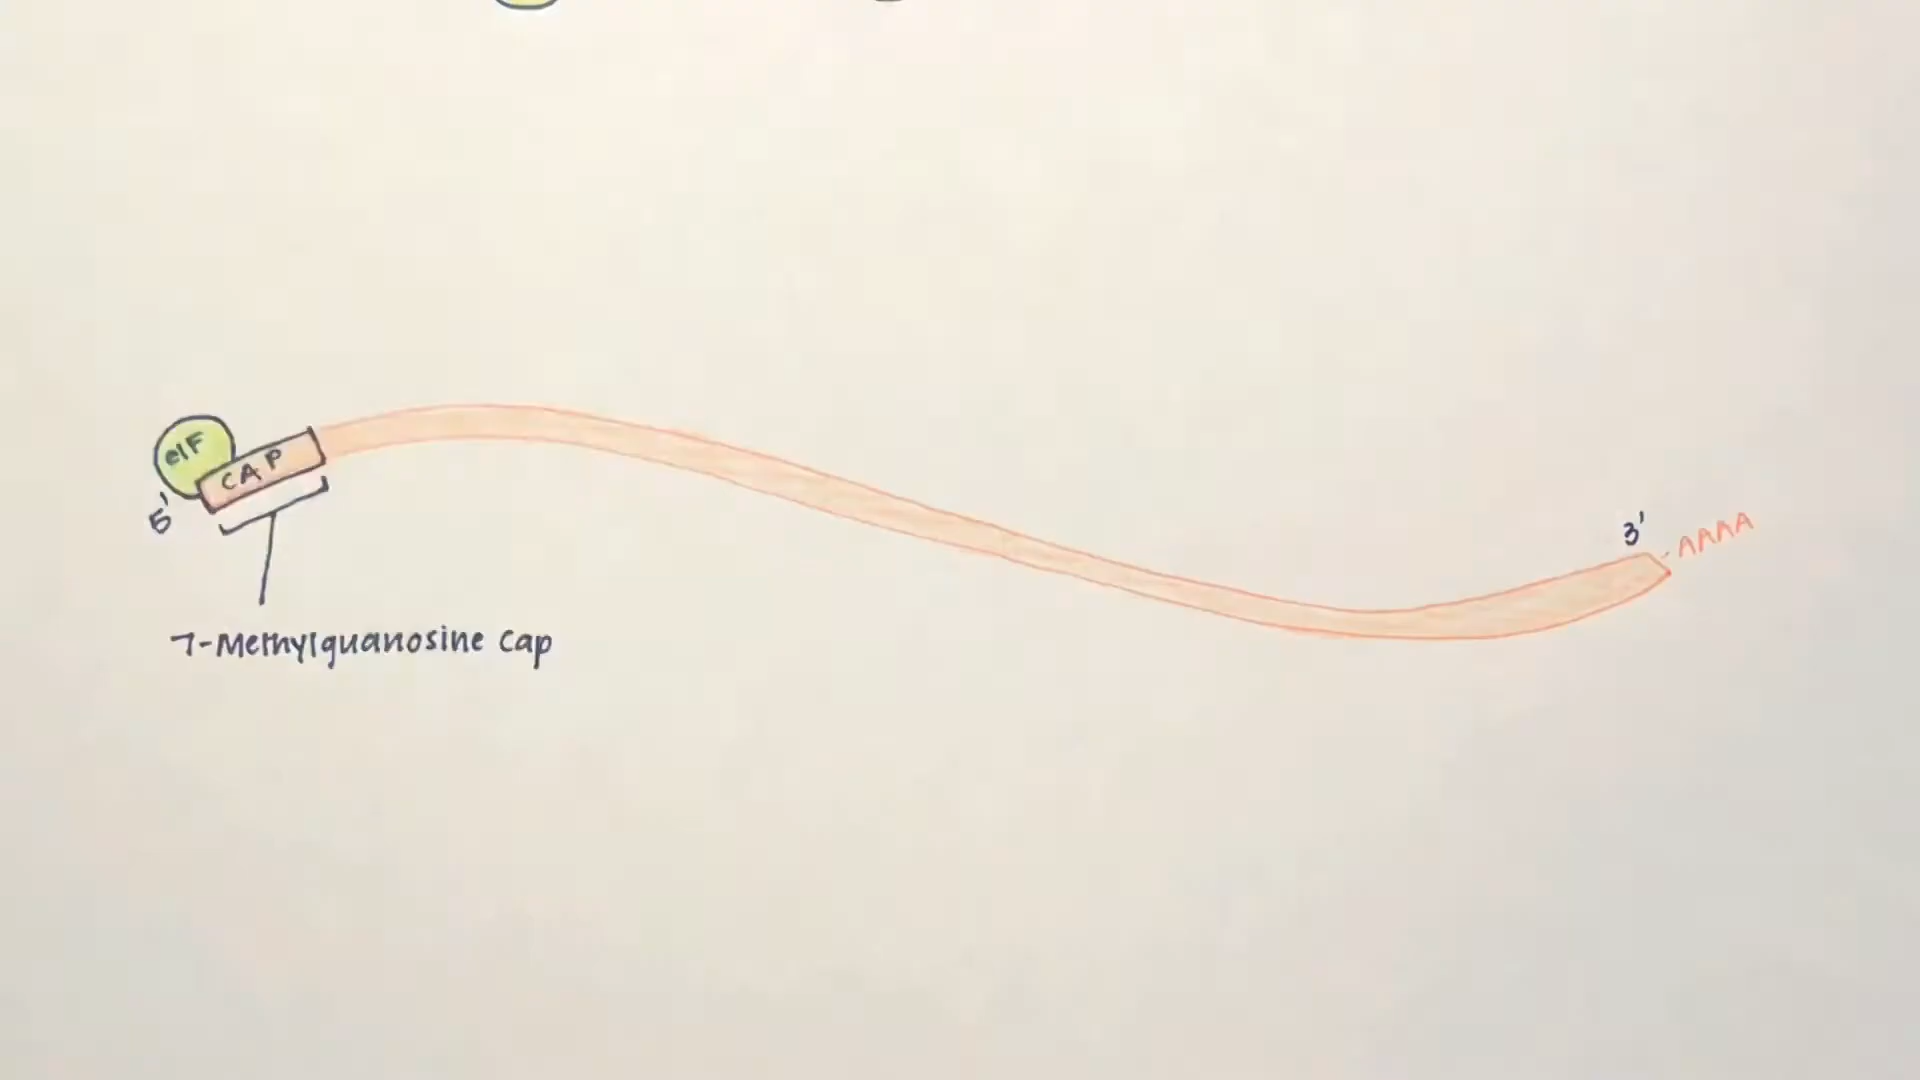 eIF
CAP
5'
3'
-AAAA
7-Methylguanosine Cap